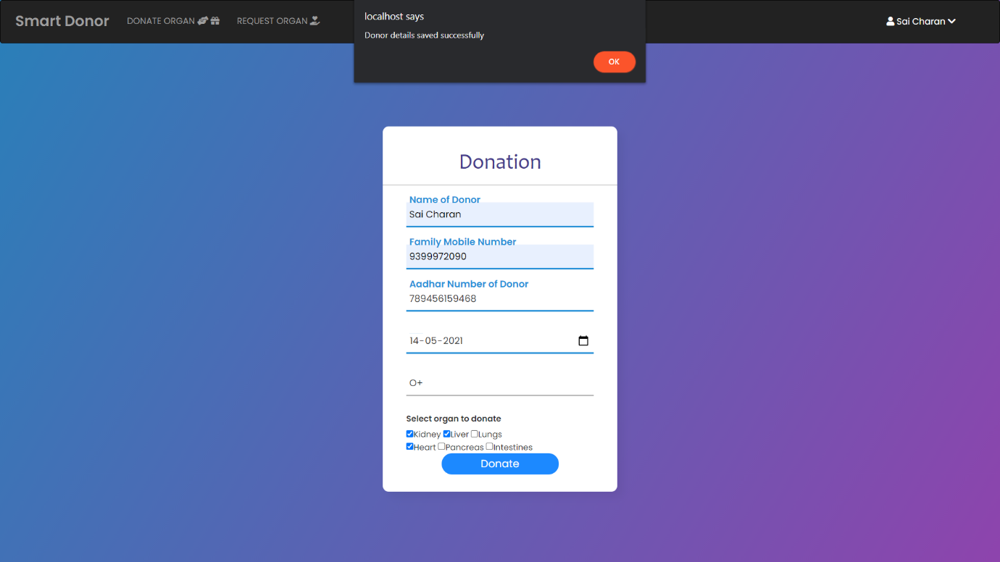 Smart Donor DONATE ORGAN REQUEST ORGAN Sai Charan
localhost says
Donor details saved successfully
OK
Donation
Name of Donor
Sai Charan
Family Mobile Number
9399972090
Aadhar Number of Donor
789456159468
14-05-2021
O+
Select organ to donate
Kidney Liver Lungs
Heart Pancreas Intestines
Donate